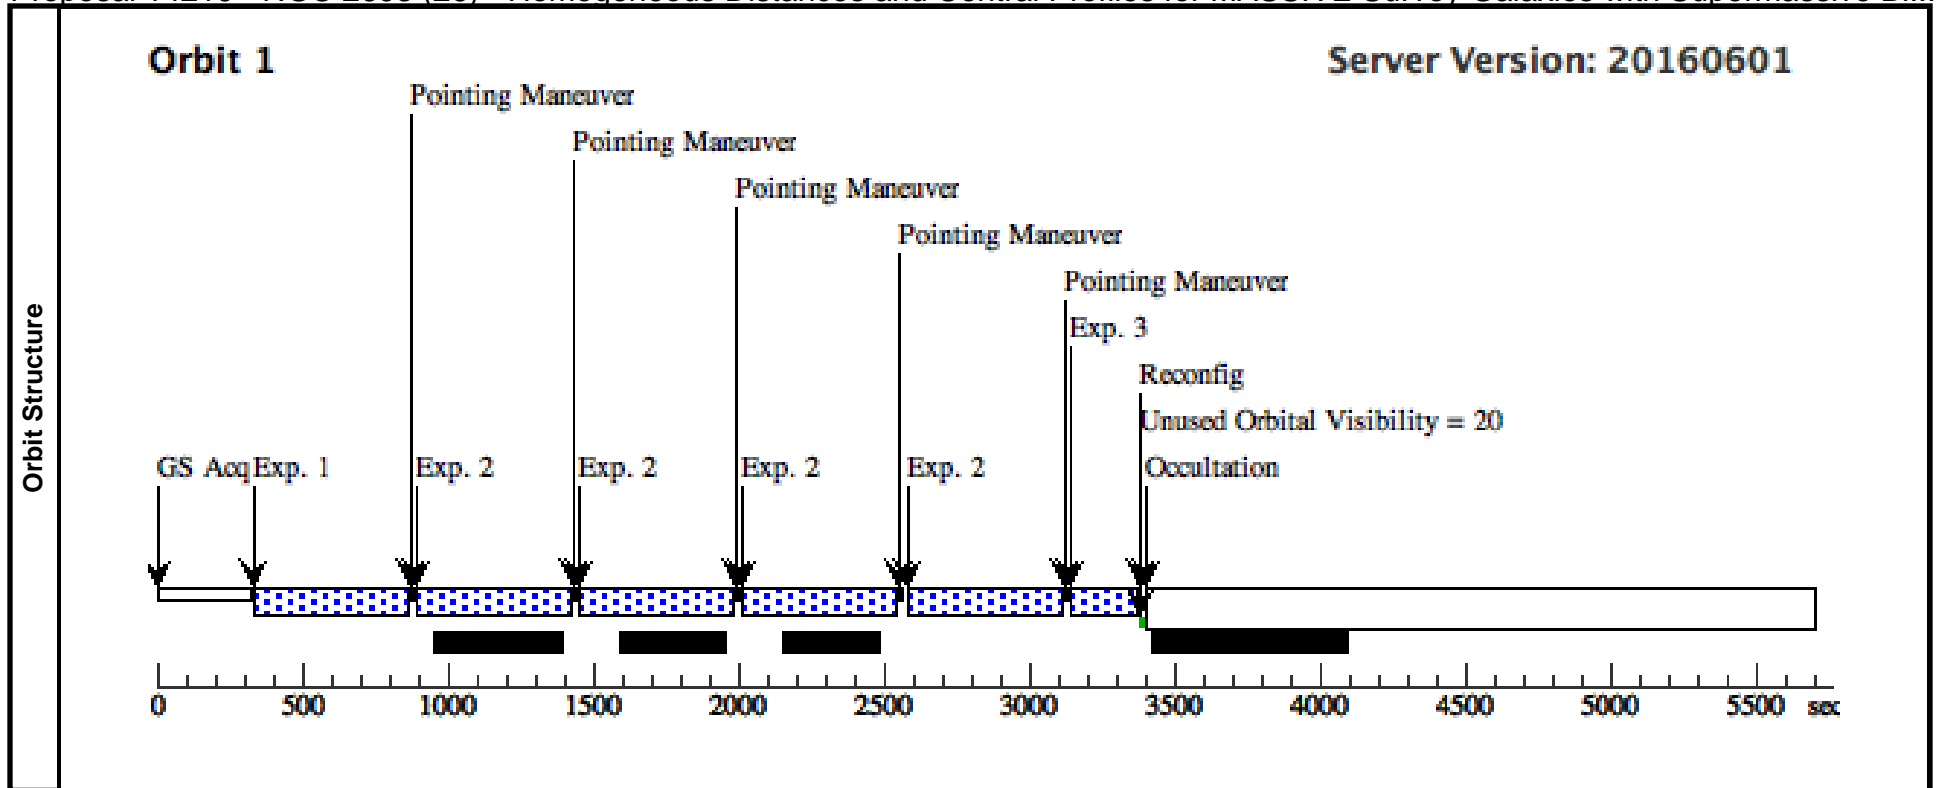 Orbit 1
Server Version: 20160601
Pointing Maneuver
Pointing Maneuver
Pointing Maneuver
Pointing Maneuver
Pointing Maneuver
Exp. 3
Reconfig
Unused Orbital Visibility = 20
GS Acq Exp. 1 Exp. 2 Exp. 2 Exp. 2 Exp. 2 Occultation
Orbit Structure
0 500 1000 1500 2000 2500 3000 3500 4000 4500 5000 5500 sec